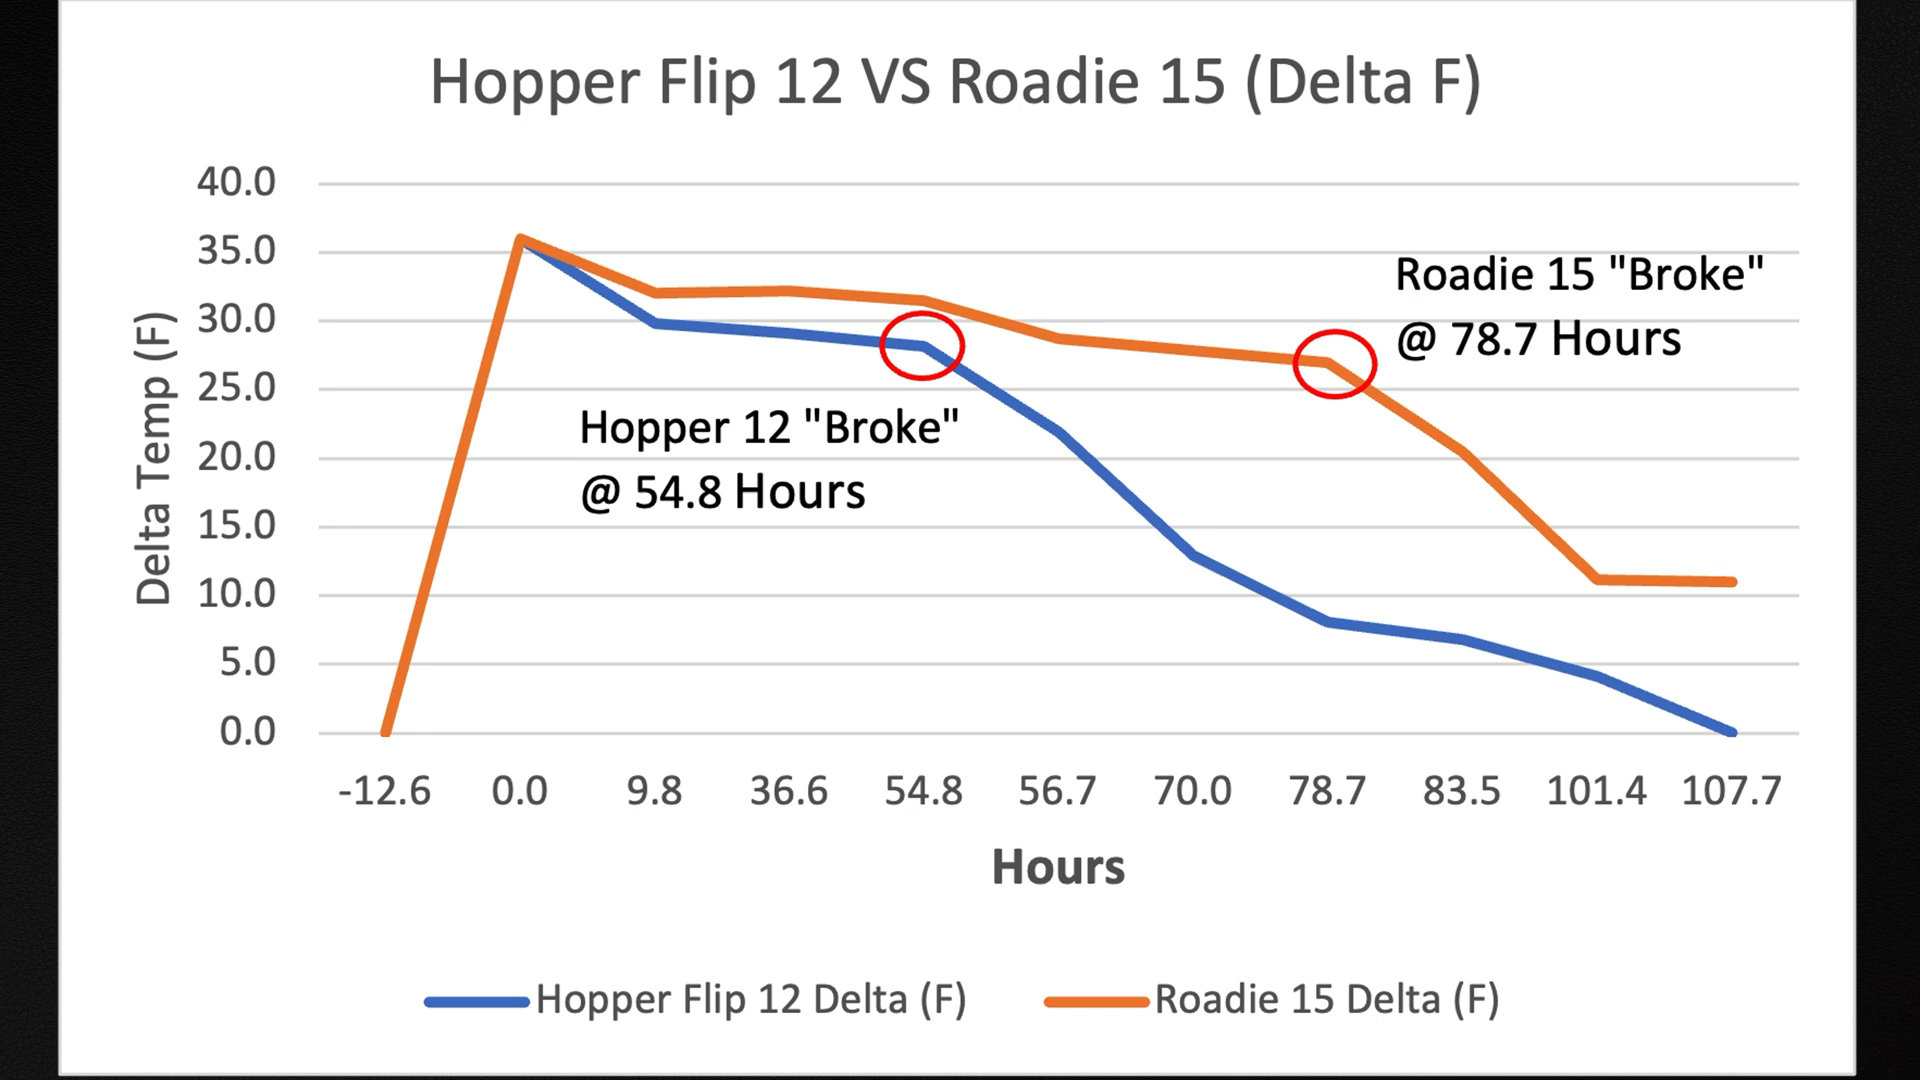 Hopper Flip 12 VS Roadie 15 (Delta F)
40.0
35.0
30.0
25.0
20.0
15.0
10.0
5.0
0.0
Delta Temp (F)
Roadie 15 "Broke"
@ 78.7 Hours
Hopper 12 "Broke"
@ 54.8 Hours
-12.6 0.0 9.8 36.6 54.8 56.7 70.0 78.7 83.5 101.4 107.7
Hours
Hopper Flip 12 Delta (F) Roadie 15 Delta (F)